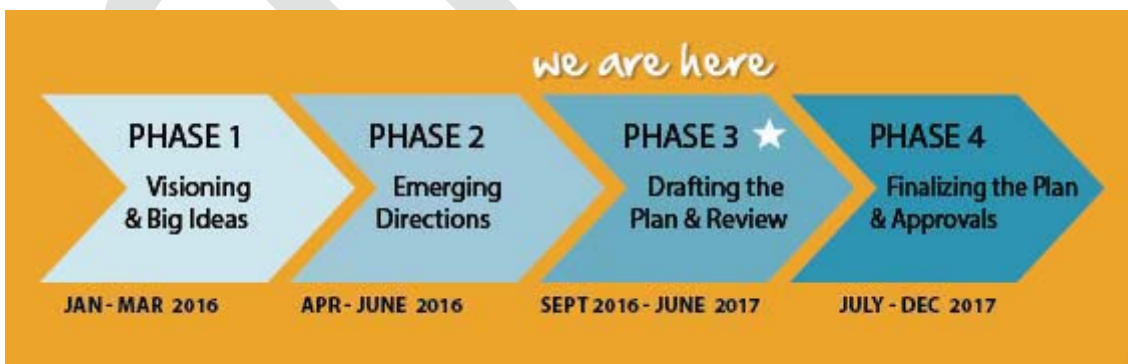 we are here
PHASE 1
Visioning
& Big Ideas
JAN - MAR 2016
PHASE 2
Emerging
Directions
APR - JUNE 2016
PHASE 3
Drafting the
Plan & Review
SEPT 2016 - JUNE 2017
PHASE 4
Finalizing the Plan
& Approvals
JULY - DEC 2017